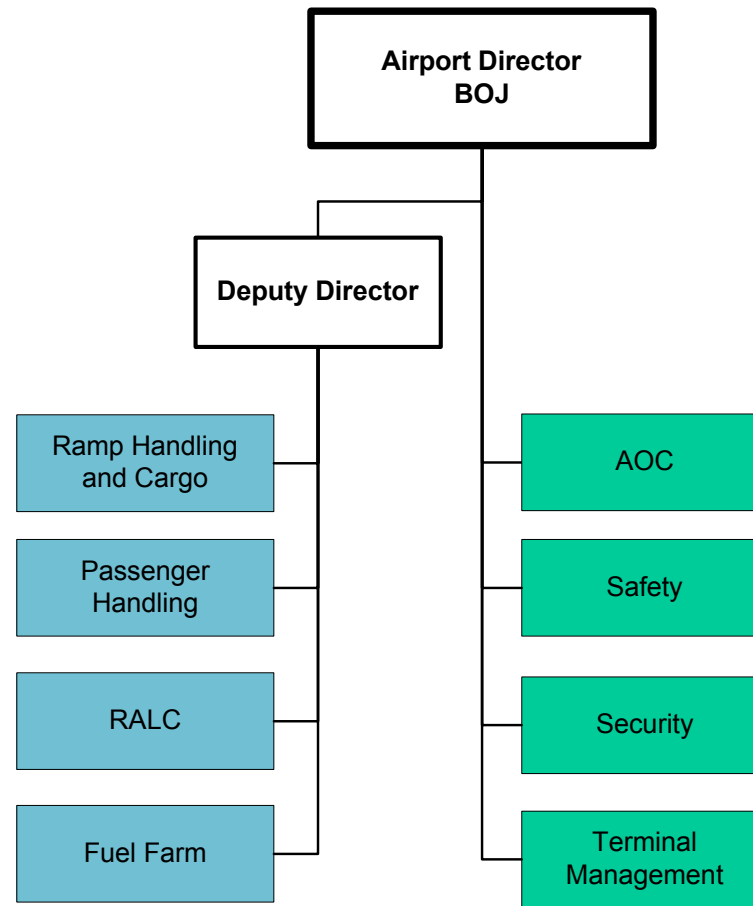 Airport Director
BOJ
Deputy Director
Ramp Handling
and Cargo
AOC
Passenger
Handling
Safety
RALC
Security
Fuel Farm
Terminal
Management